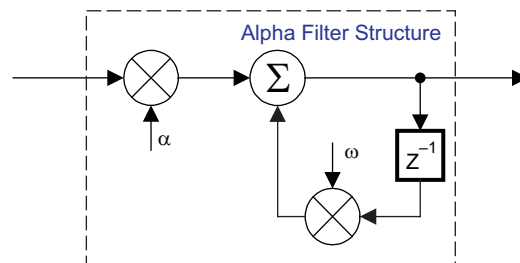 Alpha Filter Structure
Σ
α
ω
Z⁻¹